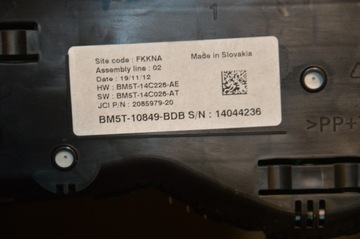 Site code : FKKNA
Made in Slovakia
Assembly line : 02
Date : 19/11/12
HW : BM5T-14C226-AE
SW : BM5T-14C026-AT
JCI P/N : 2085979-20
BM5T-10849-BDB S/N : 14044236
>PP+